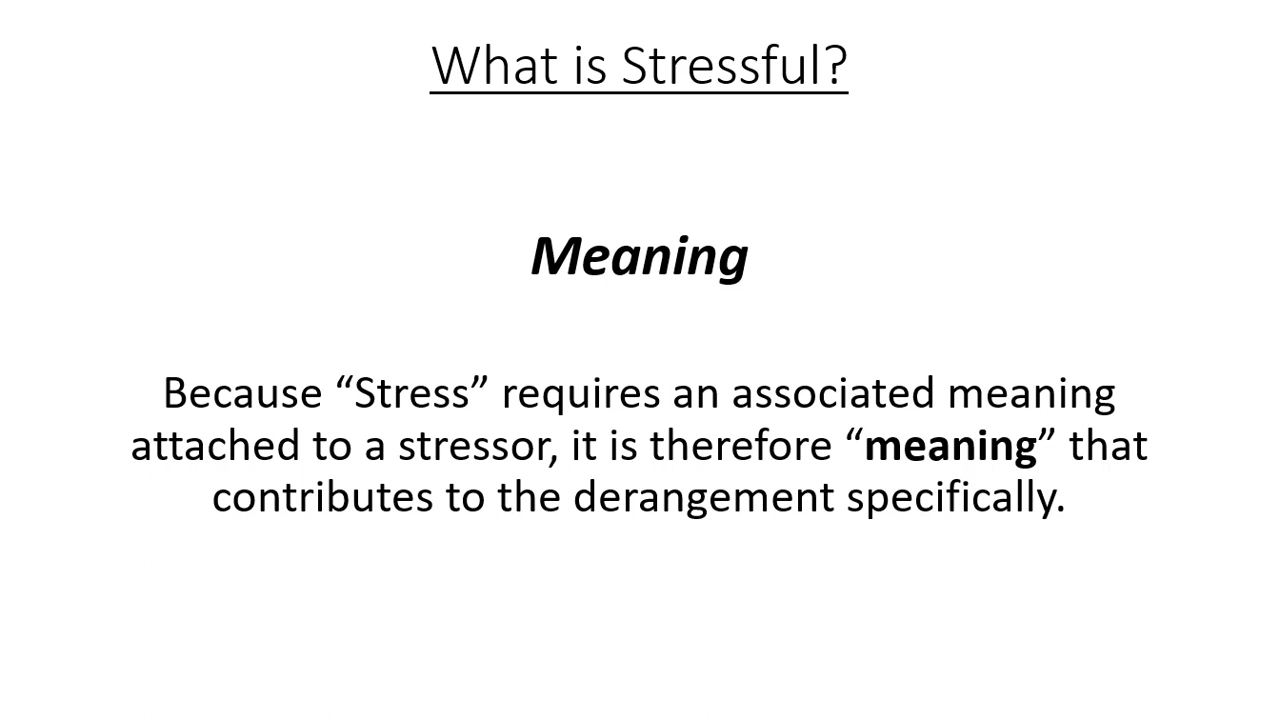 What is Stressful?
Meaning
Because “Stress” requires an associated meaning
attached to a stressor, it is therefore “meaning” that
contributes to the derangement specifically.